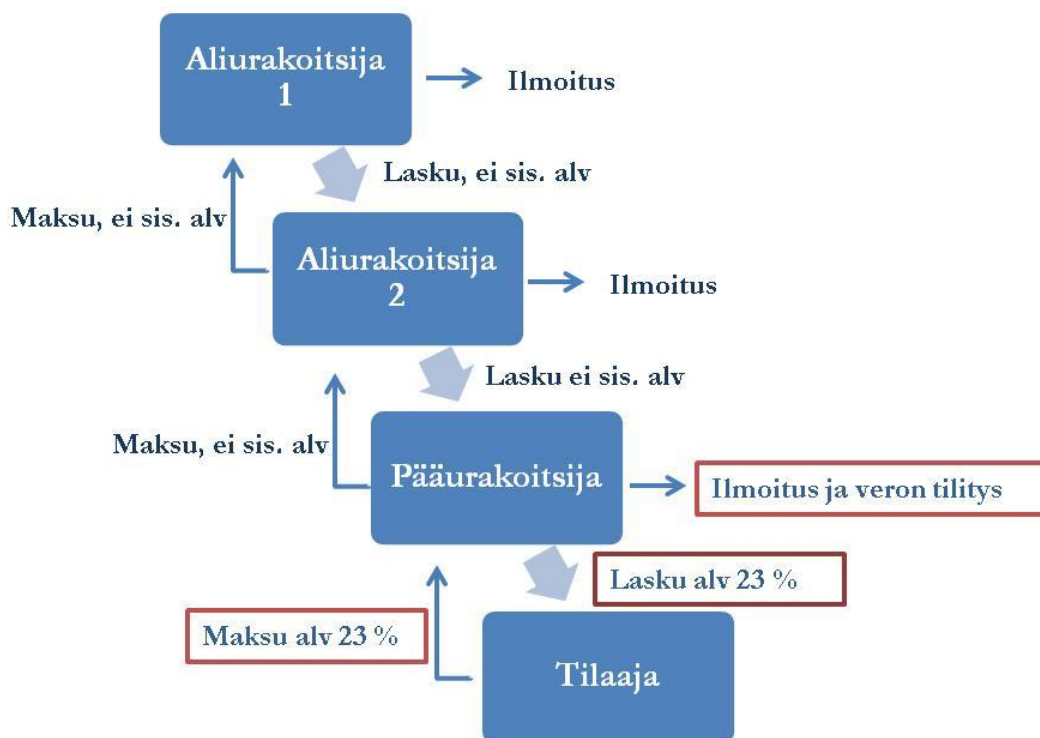 Aliurakoitsija
1
Ilmoitus
Lasku, ei sis. alv
Maksu, ei sis. alv
Aliurakoitsija
2
Ilmoitus
Lasku ei sis. alv
Maksu, ei sis. alv
Pääurakoitsija
Ilmoitus ja veron tilitys
Lasku alv 23 %
Maksu alv 23 %
Tilaaja